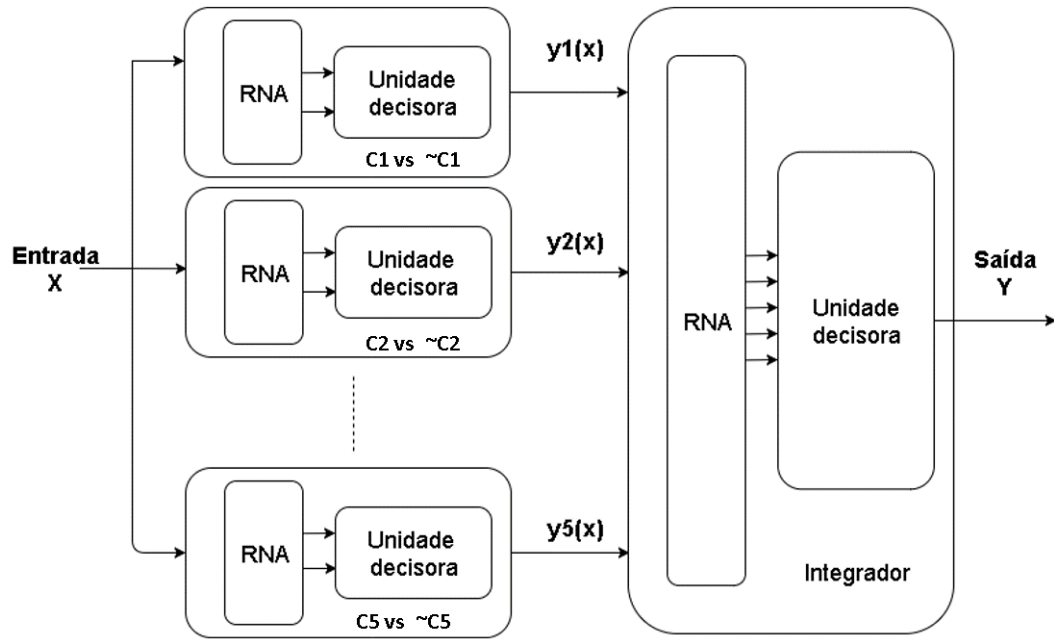 Entrada
X
RNA
Unidade
decisora
C1 vs ~C1
y1(x)
RNA
Unidade
decisora
C2 vs ~C2
y2(x)
RNA
Unidade
decisora
C5 vs ~C5
y5(x)
RNA
Unidade
decisora
Integrador
Saída
Y